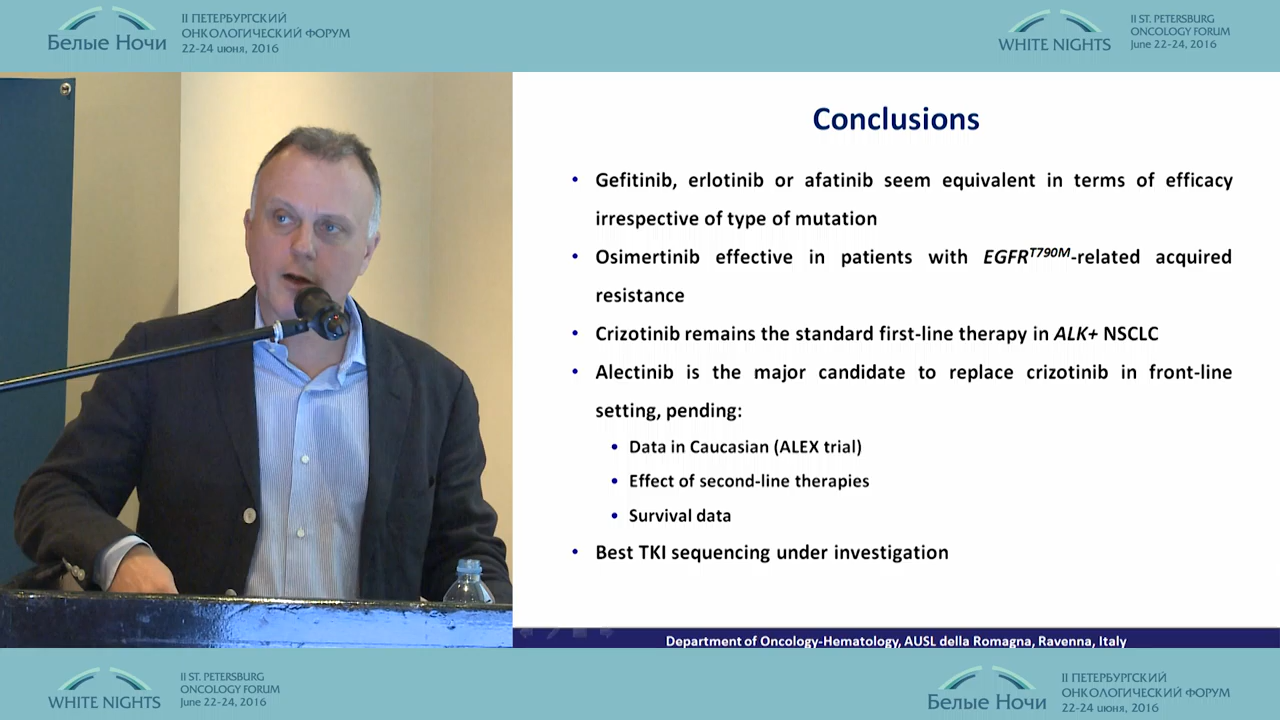 Белые Ночи
II ПЕТЕРБУРГСКИЙ
ОНКОЛОГИЧЕСКИЙ ФОРУМ
22-24 июня, 2016
WHITE NIGHTS
II ST. PETERSBURG
ONCOLOGY FORUM
June 22-24, 2016
Conclusions
• Gefitinib, erlotinib or afatinib seem equivalent in terms of efficacy
irrespective of type of mutation
• Osimertinib effective in patients with EGFRT790M-related acquired
resistance
• Crizotinib remains the standard first-line therapy in ALK+ NSCLC
• Alectinib is the major candidate to replace crizotinib in front-line
setting, pending:
• Data in Caucasian (ALEX trial)
• Effect of second-line therapies
• Survival data
• Best TKI sequencing under investigation
Department of Oncology-Hematology, AUSL della Romagna, Ravenna, Italy
WHITE NIGHTS
II ST. PETERSBURG
ONCOLOGY FORUM
June 22-24, 2016
Белые Ночи
II ПЕТЕРБУРГСКИЙ
ОНКОЛОГИЧЕСКИЙ ФОРУМ
22-24 июня, 2016